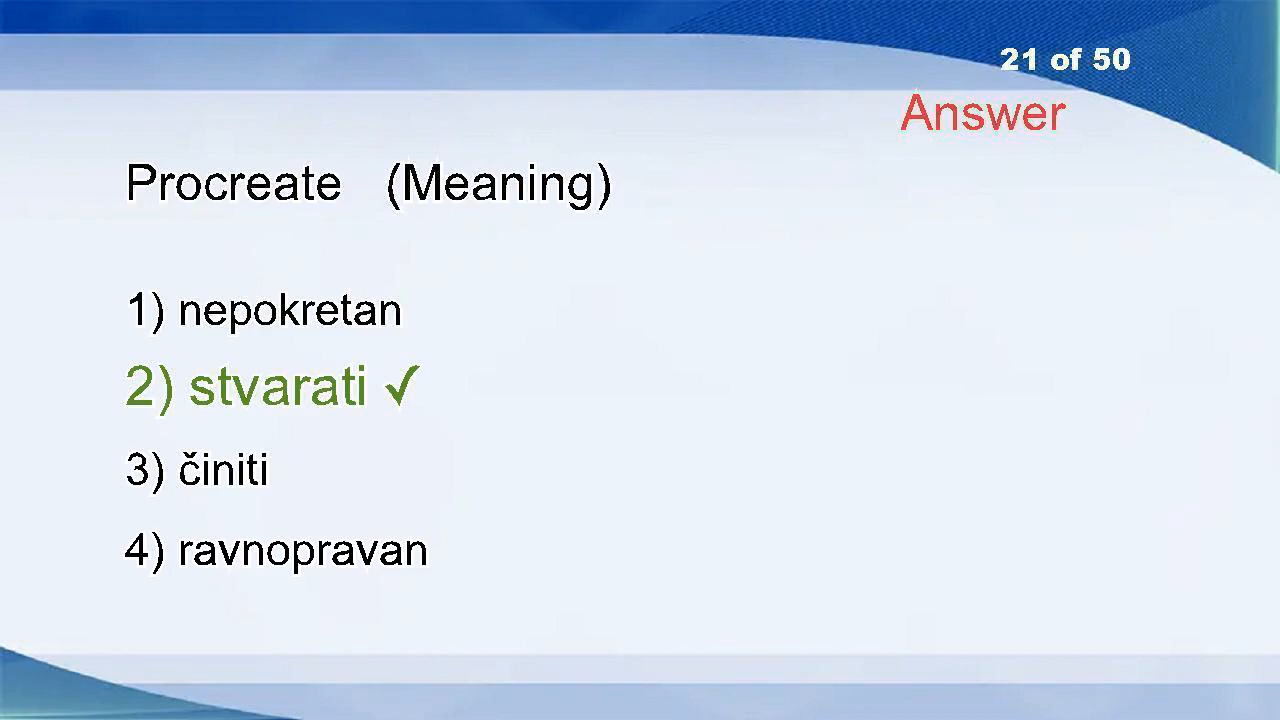 21 of 50
Answer
Procreate (Meaning)
1) nepokretan
2) stvarati ✓
3) činiti
4) ravnopravan